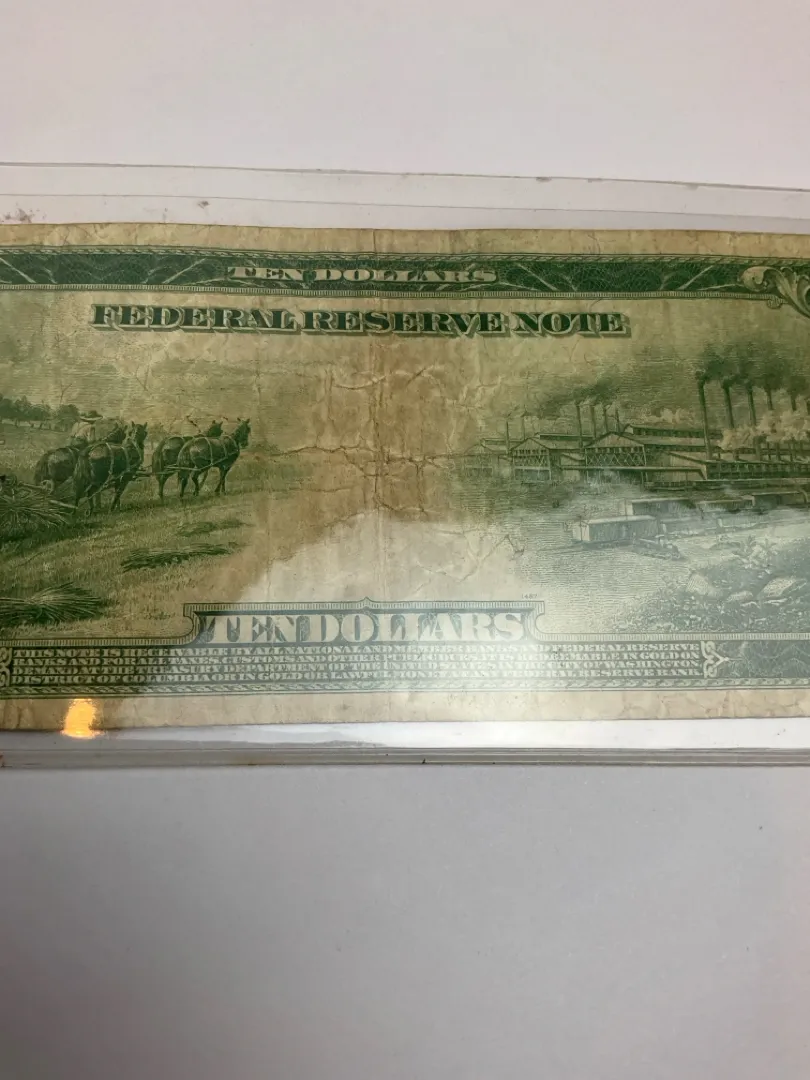 TEN DOLLARS
FEDERAL RESERVE NOTE
TEN DOLLARS
THIS NOTE IS RECEIVABLE BY ALL NATIONAL AND MEMBER BANKS AND FEDERAL RESERVE
BANKS AND FOR ALL TAXES, CUSTOMS AND OTHER PUBLIC DUES. IT IS REDEEMABLE IN GOLD ON
DEMAND AT THE TREASURY DEPARTMENT OF THE UNITED STATES IN THE CITY OF WASHINGTON,
DISTRICT OF COLUMBIA OR IN GOLD OR LAWFUL MONEY AT ANY FEDERAL RESERVE BANK.